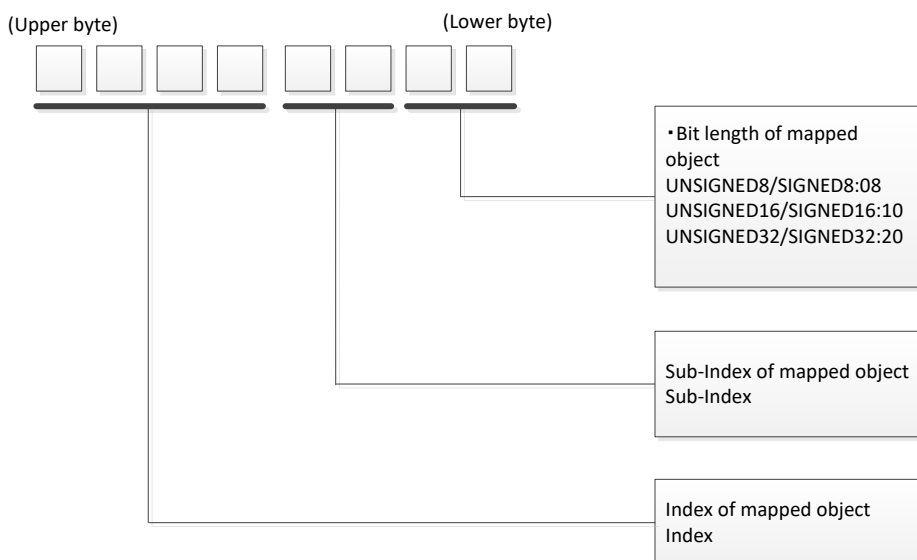 (Upper byte)
(Lower byte)
・Bit length of mapped
object
UNSIGNED8/SIGNED8:08
UNSIGNED16/SIGNED16:10
UNSIGNED32/SIGNED32:20
Sub-Index of mapped object
Sub-Index
Index of mapped object
Index